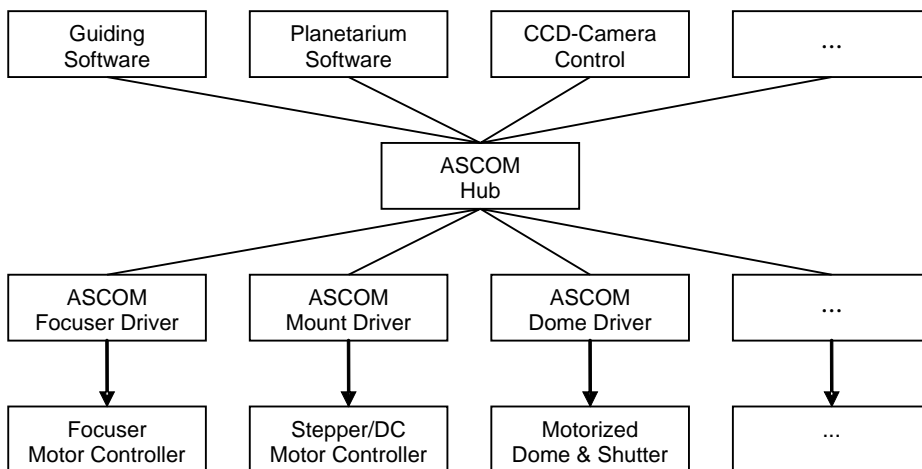 Guiding
Software
Planetarium
Software
CCD-Camera
Control
...
ASCOM
Hub
ASCOM
Focuser Driver
ASCOM
Mount Driver
ASCOM
Dome Driver
...
Focuser
Motor Controller
Stepper/DC
Motor Controller
Motorized
Dome & Shutter
...